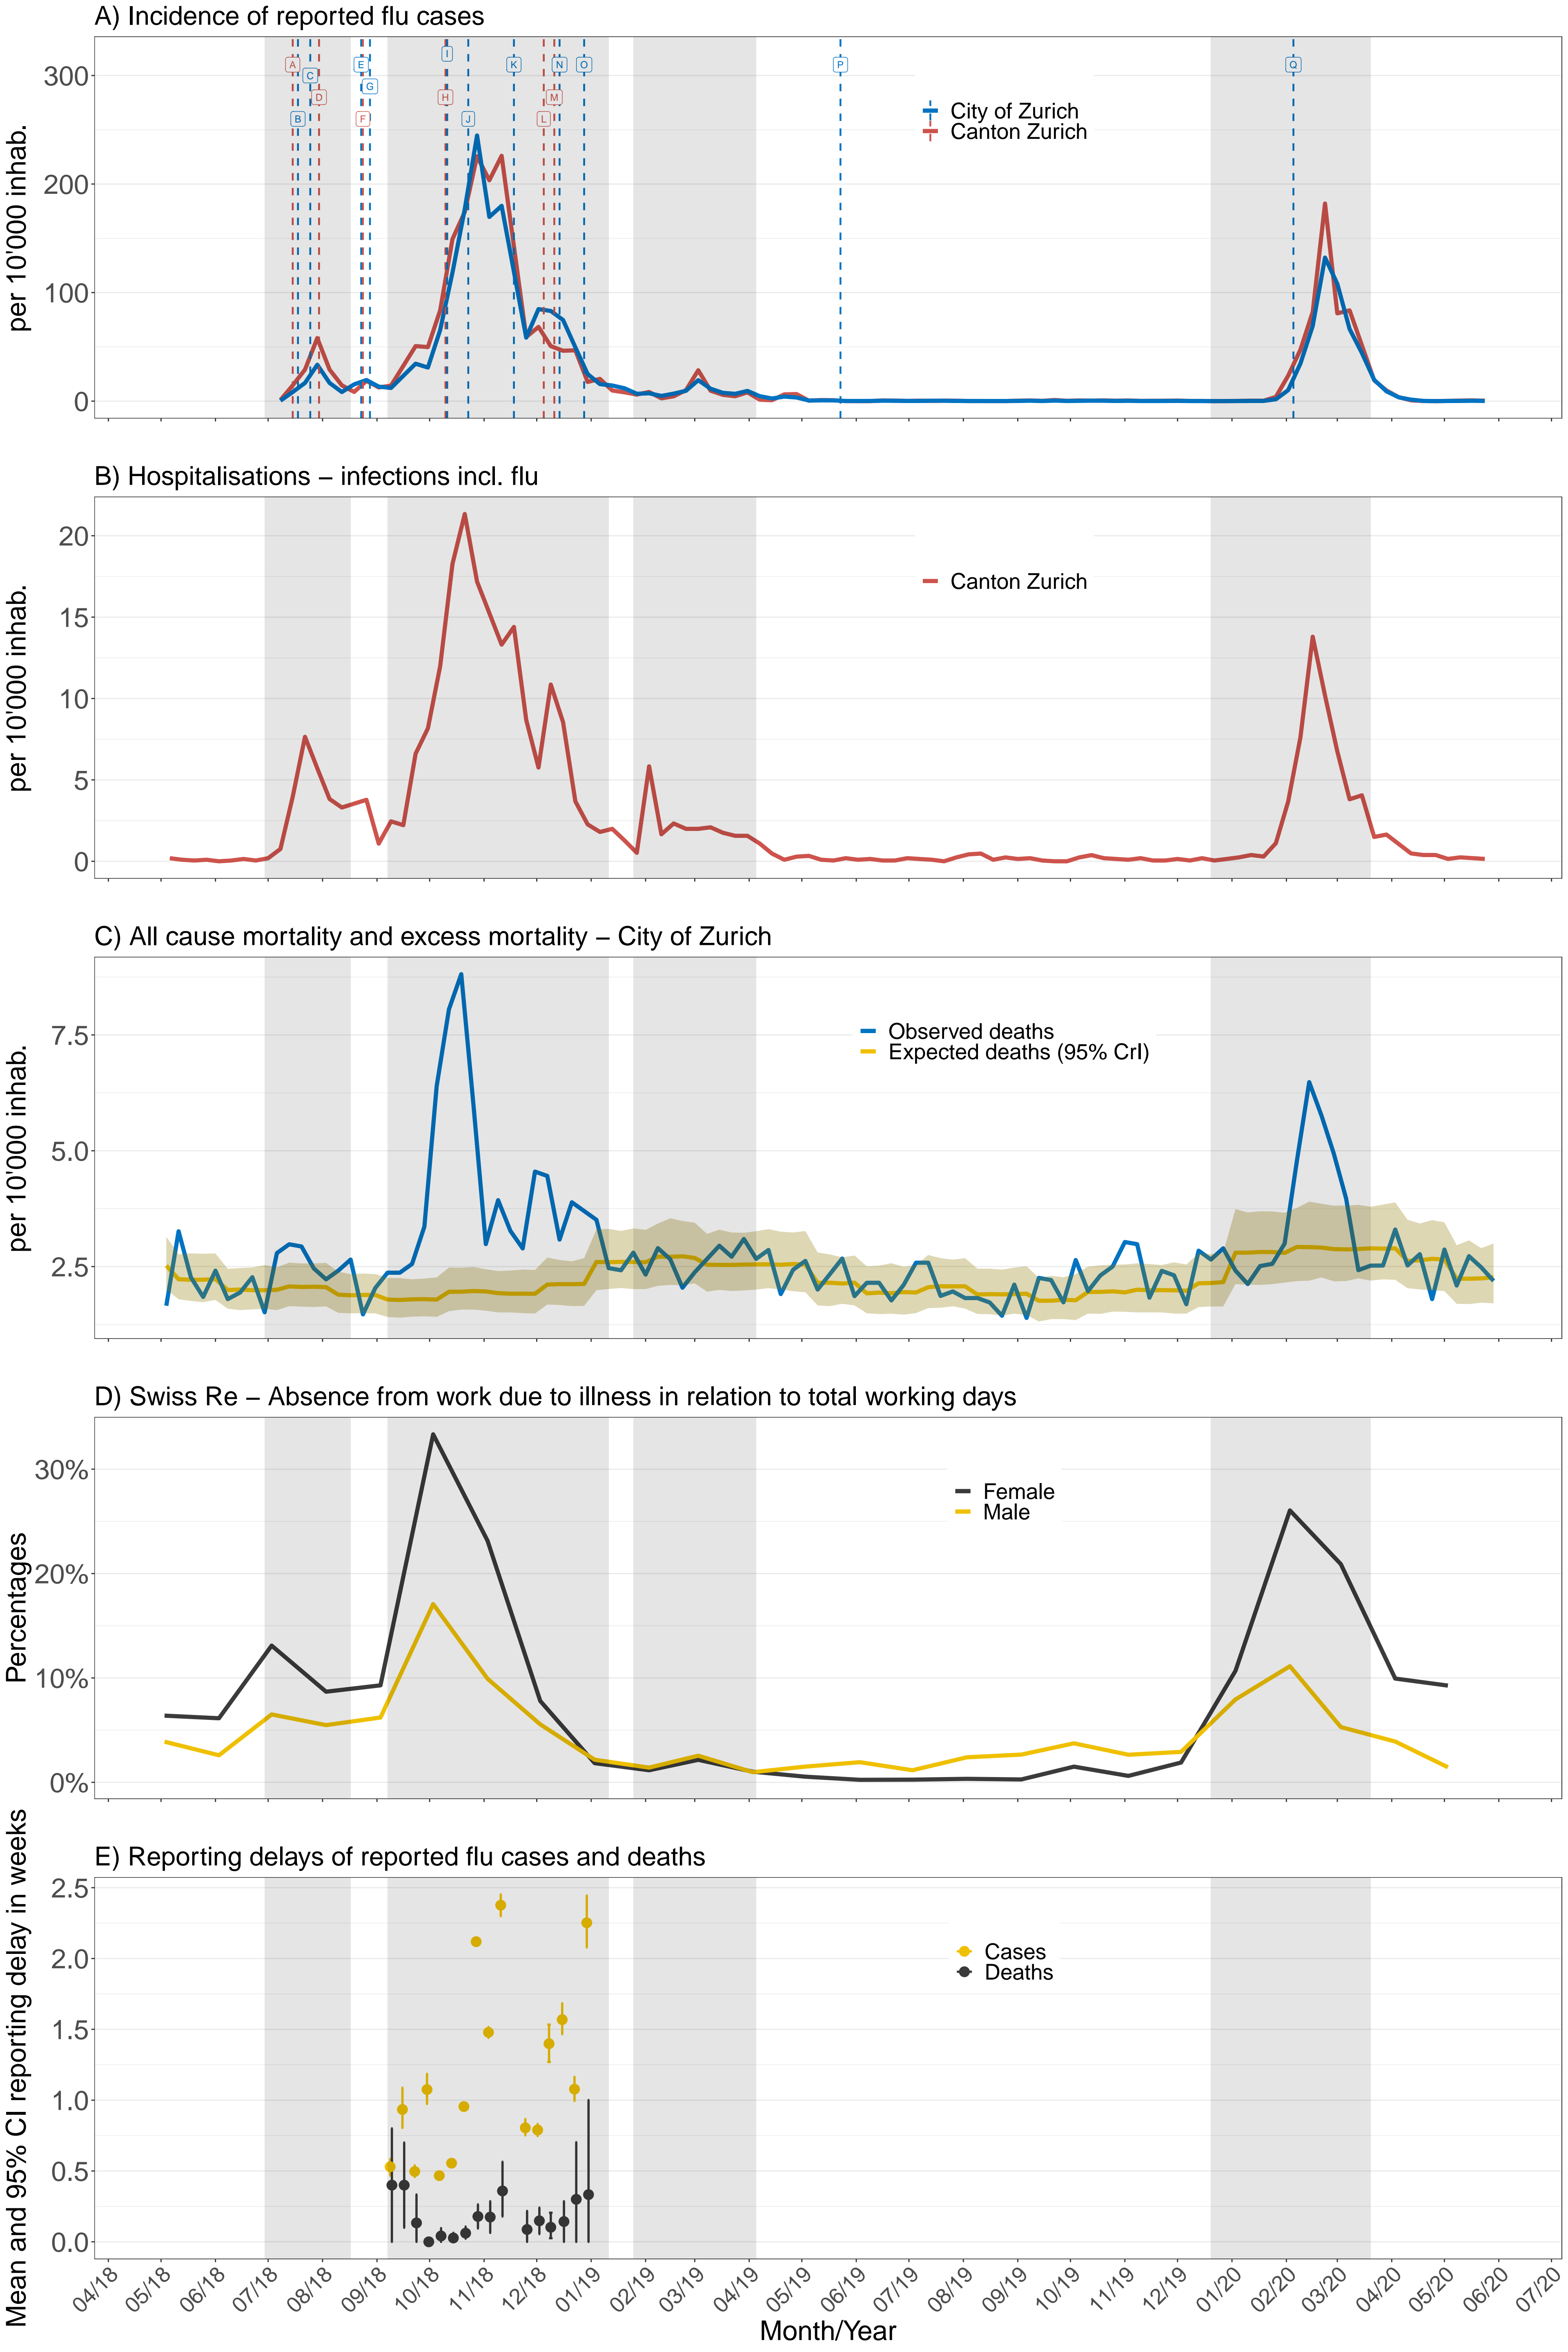 A) Incidence of reported flu cases
per 10'000 inhab.
300
200
100
0
A
B
C
D
E
F
G
H
I
J
K
L
M
N
O
P
Q
City of Zurich
Canton Zurich
B) Hospitalisations – infections incl. flu
per 10'000 inhab.
20
15
10
5
0
Canton Zurich
C) All cause mortality and excess mortality – City of Zurich
per 10'000 inhab.
7.5
5.0
2.5
Observed deaths
Expected deaths (95% CrI)
D) Swiss Re – Absence from work due to illness in relation to total working days
Percentages
30%
20%
10%
0%
Female
Male
E) Reporting delays of reported flu cases and deaths
Mean and 95% CI reporting delay in weeks
2.5
2.0
1.5
1.0
0.5
0.0
Cases
Deaths
04/18
05/18
06/18
07/18
08/18
09/18
10/18
11/18
12/18
01/19
02/19
03/19
04/19
05/19
06/19
07/19
08/19
09/19
10/19
11/19
12/19
01/20
02/20
03/20
04/20
05/20
06/20
07/20
Month/Year